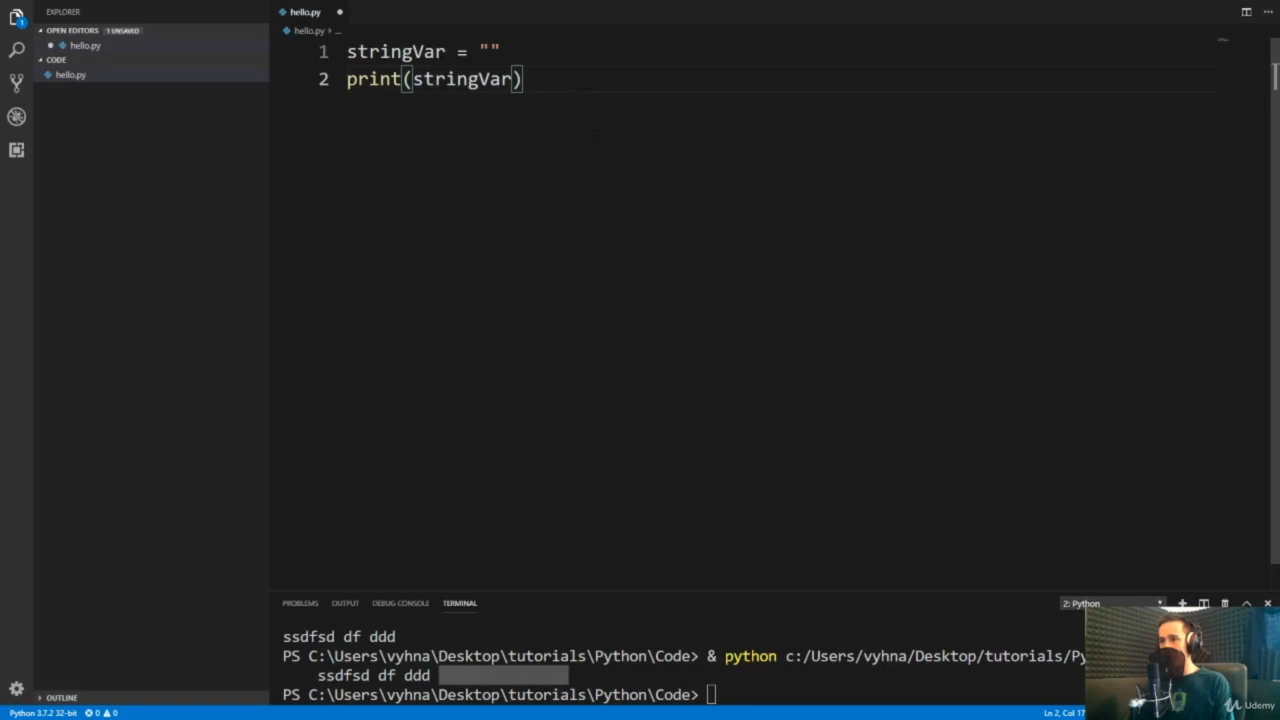 EXPLORER
OPEN EDITORS 1 UNSAVED
hello.py
CODE
hello.py
OUTLINE
hello.py
hello.py > ...
1 stringVar = ""
2 print(stringVar)
PROBLEMS OUTPUT DEBUG CONSOLE TERMINAL
2: Python
ssdfsd df ddd
PS C:\Users\vyhna\Desktop\tutorials\Python\Code> & python c:/Users/vyhna/Desktop/tutorials/Py
ssdfsd df ddd
PS C:\Users\vyhna\Desktop\tutorials\Python\Code>
Python 3.7.2 32-bit 0 0
Ln 2, Col 17
Udemy
1